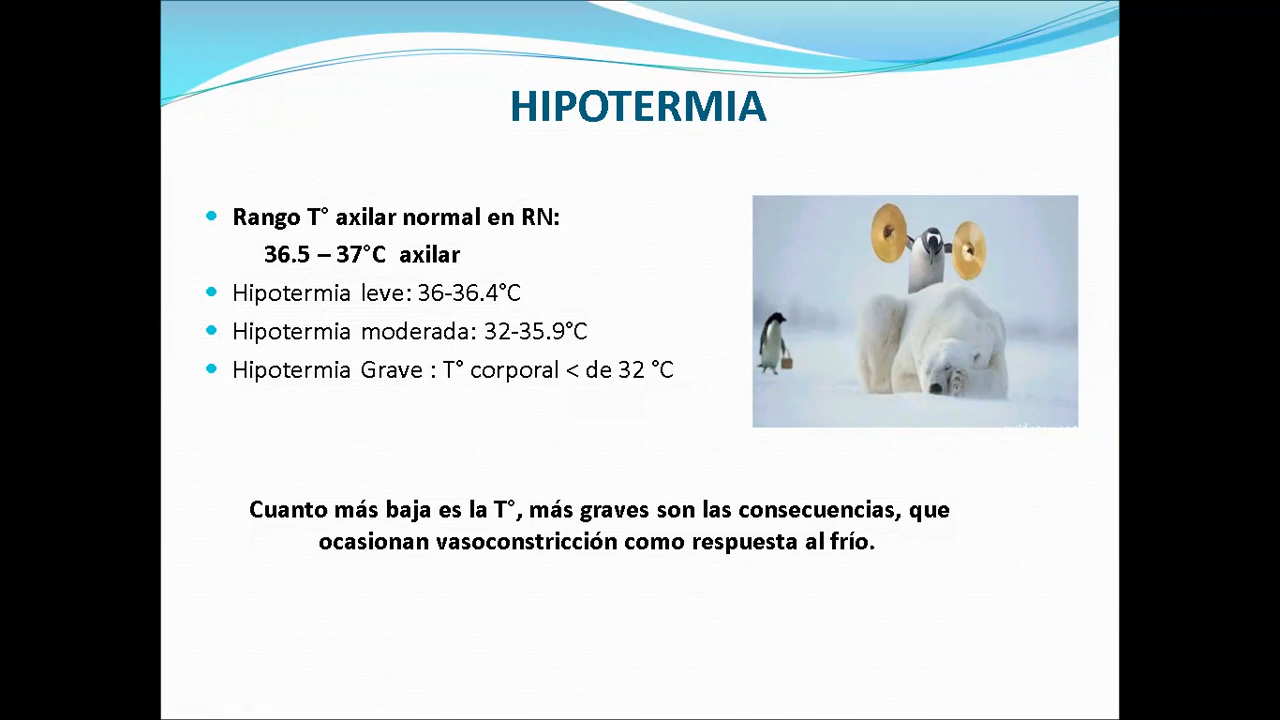 HIPOTERMIA
Rango T° axilar normal en RN:
36.5 – 37°C axilar
Hipotermia leve: 36-36.4°C
Hipotermia moderada: 32-35.9°C
Hipotermia Grave : T° corporal < de 32 °C
Cuanto más baja es la T°, más graves son las consecuencias, que
ocasionan vasoconstricción como respuesta al frío.